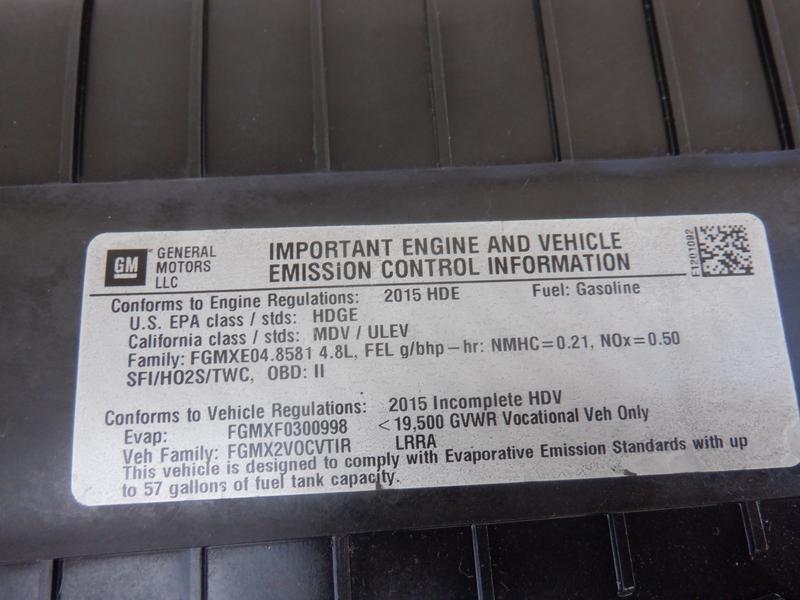 GM
GENERAL
MOTORS
LLC
IMPORTANT ENGINE AND VEHICLE
EMISSiON CONTROL INFORMATION
F1201092
Conforms to Engine Regulations: 2015 HDE Fuel: Gasoline
U.S. EPA class / stds: HDGE
California class / stds: MDV / ULEV
Family: FGMXE04.8581 4.8L, FEL g/bhp-hr: NMHC=0.21, NOx=0.50
SFI/HO2S/TWC, OBD: II
Conforms to Vehicle Regulations: 2015 Incomplete HDV
Evap: FGMXF0300998 <19,500 GVWR Vocational Veh Only
Veh Family: FGMX2VOCVTIR LRRA
This vehicle is designed to comply with Evaporative Emission Standards with up
to 57 gallons of fuel tank capacity.